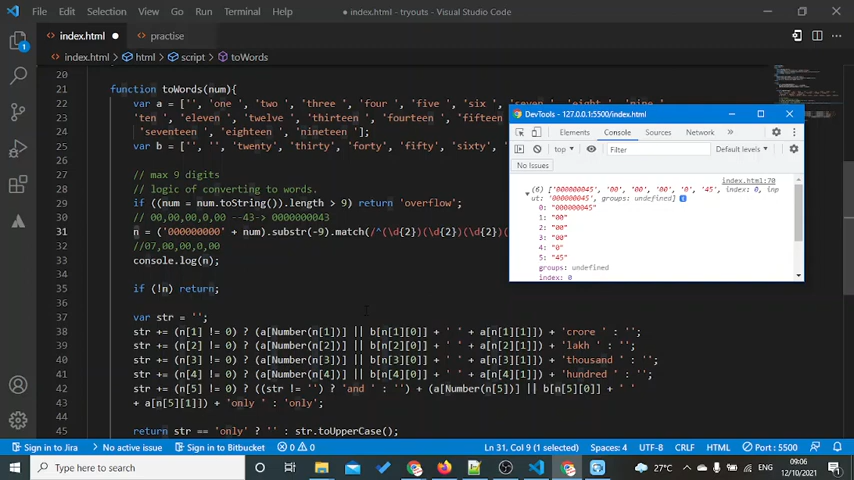 File Edit Selection View Go Run Terminal Help
● index.html - tryouts - Visual Studio Code
index.html ● practise
index.html > html > script > toWords
20
21 function toWords(num){
22 var a = ['', 'one ', 'two ', 'three ', 'four ', 'five ', 'six ', 'seven ', 'eight ', 'nine ',
23 'ten ', 'eleven ', 'twelve ', 'thirteen ', 'fourteen ', 'fifteen
24 'seventeen ', 'eighteen ', 'nineteen '];
25 var b = ['', '', 'twenty', 'thirty', 'forty', 'fifty', 'sixty',
26
27 // max 9 digits
28 // logic of converting to words.
29 if ((num = num.toString()).length > 9) return 'overflow';
30 // 00,00,00,0,00 --43-> 0000000043
31 n = ('000000000' + num).substr(-9).match(/^(\d{2})(\d{2})(\d{2})
32 //07,00,00,0,00
33 console.log(n);
34
35 if (!n) return;
36
37 var str = '';
38 str += (n[1] != 0) ? (a[Number(n[1])] || b[n[1][0]] + ' ' + a[n[1][1]]) + 'crore ' : '';
39 str += (n[2] != 0) ? (a[Number(n[2])] || b[n[2][0]] + ' ' + a[n[2][1]]) + 'lakh ' : '';
40 str += (n[3] != 0) ? (a[Number(n[3])] || b[n[3][0]] + ' ' + a[n[3][1]]) + 'thousand ' : '';
41 str += (n[4] != 0) ? (a[Number(n[4])] || b[n[4][0]] + ' ' + a[n[4][1]]) + 'hundred ' : '';
42 str += (n[5] != 0) ? ((str != '') ? 'and ' : '') + (a[Number(n[5])] || b[n[5][0]] + ' '
43 + a[n[5][1]]) + 'only ' : 'only';
44
45 return str == 'only' ? '' : str.toUpperCase();
DevTools - 127.0.0.1:5500/index.html
Elements Console Sources Network »
top Filter Default levels
No Issues
index.html:70
(6) ['000000045', '00', '00', '00', '0', '45', index: 0, inp
ut: '000000045', groups: undefined]
0: "000000045"
1: "00"
2: "00"
3: "00"
4: "0"
5: "45"
groups: undefined
index: 0
Sign in to Jira No active issue Sign in to Bitbucket 0 0 Ln 31, Col 9 (1 selected) Spaces: 4 UTF-8 CRLF HTML Port : 5500
Type here to search 27°C ENG 09:06
12/10/2021